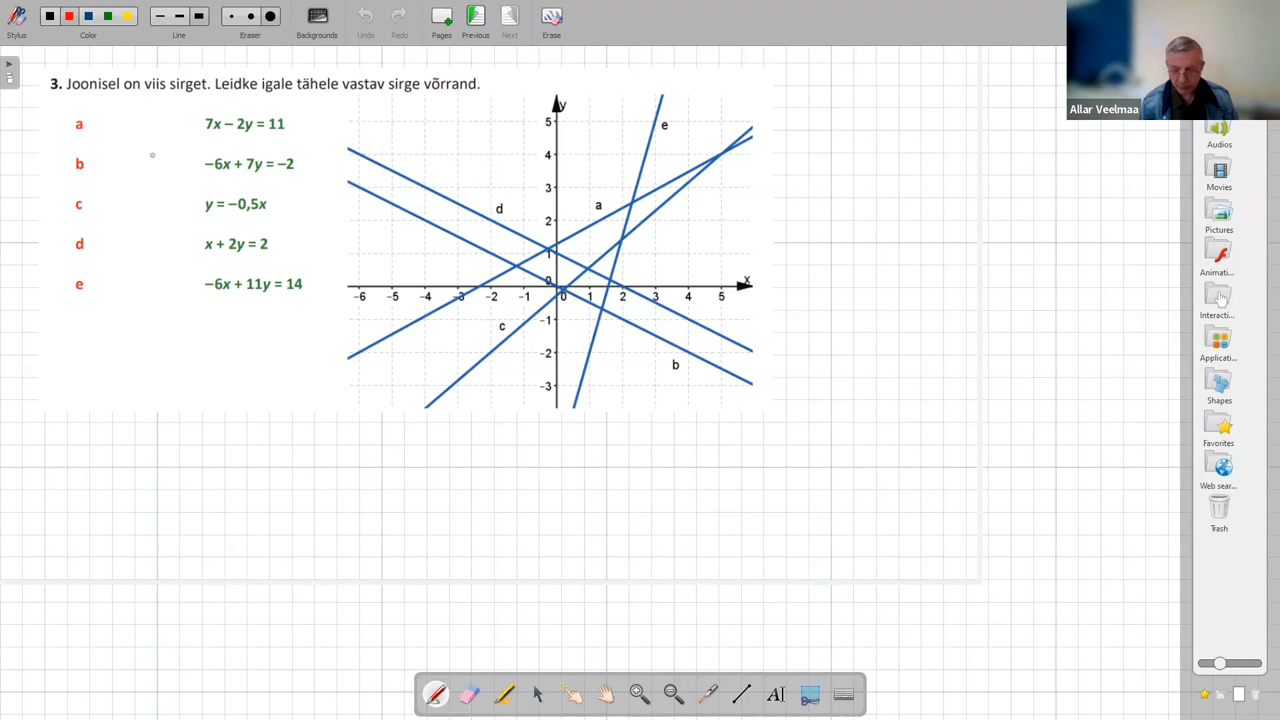 Stylus
Color
Line
Eraser
Backgrounds
Undo
Redo
Pages
Previous
Next
Erase
Allar Veelmaa
3. Joonisel on viis sirget. Leidke igale tähele vastav sirge võrrand.
a 7x – 2y = 11
b –6x + 7y = –2
c y = –0,5x
d x + 2y = 2
e –6x + 11y = 14
y
5
e
4
3
d
a
2
1
0
x
-6 -5 -4 -3 -2 -1 0 1 2 3 4 5
-1
c
-2
b
-3
Audios
Movies
Pictures
Animati...
Interacti...
Applicati...
Shapes
Favorites
Web sear...
Trash
AI